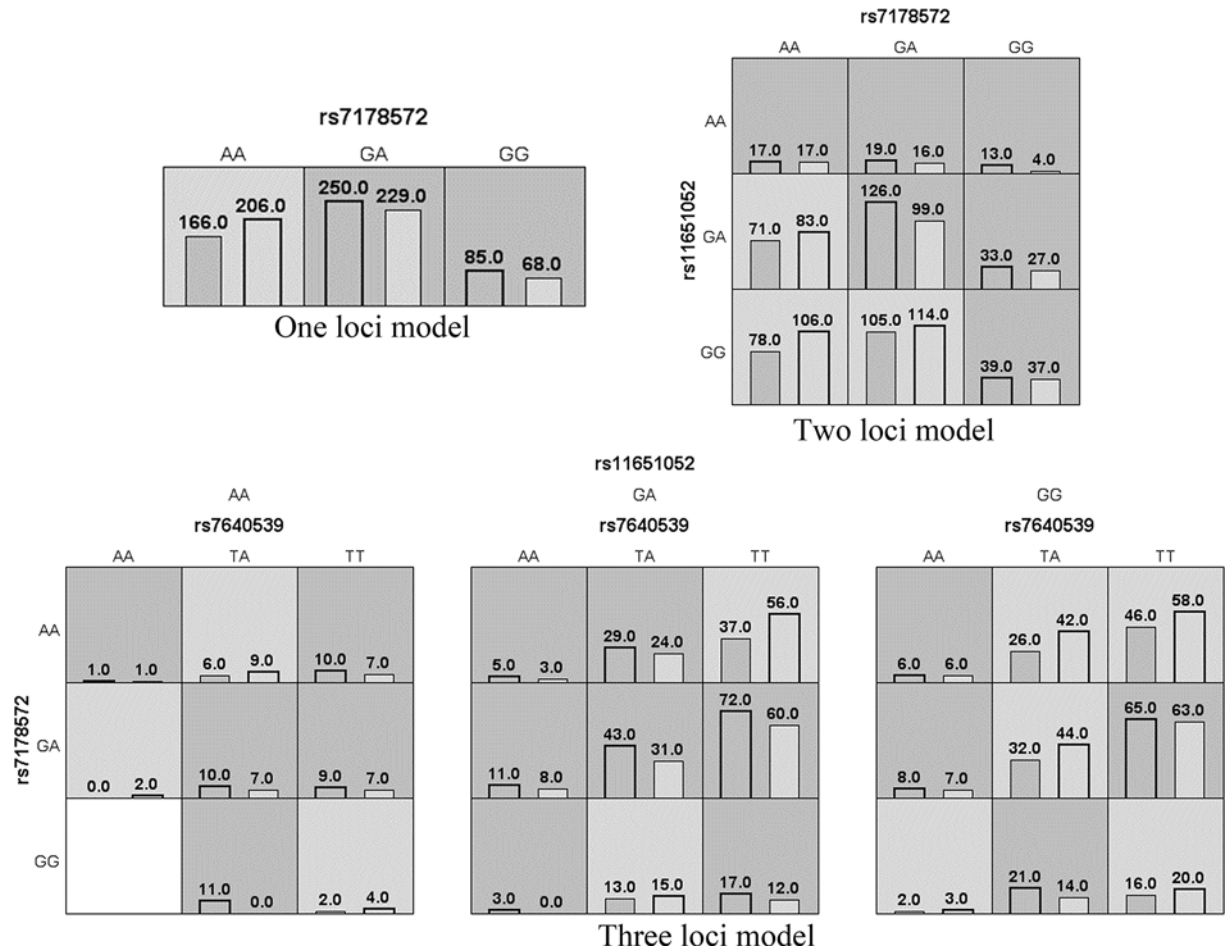 rs7178572
AA GA GG
166.0 206.0 250.0 229.0 85.0 68.0
One loci model
rs7178572
AA GA GG
rs11651052
AA
17.0 17.0 19.0 16.0 13.0 4.0
GA
71.0 83.0 126.0 99.0 33.0 27.0
GG
78.0 106.0 105.0 114.0 39.0 37.0
Two loci model
rs11651052
AA GA GG
rs7640539 rs7640539 rs7640539
AA TA TT AA TA TT AA TA TT
rs7178572
AA
1.0 1.0 6.0 9.0 10.0 7.0 5.0 3.0 29.0 24.0 37.0 56.0 6.0 6.0 26.0 42.0 46.0 58.0
GA
0.0 2.0 10.0 7.0 9.0 7.0 11.0 8.0 43.0 31.0 72.0 60.0 8.0 7.0 32.0 44.0 65.0 63.0
GG
11.0 0.0 2.0 4.0 3.0 0.0 13.0 15.0 17.0 12.0 2.0 3.0 21.0 14.0 16.0 20.0
Three loci model